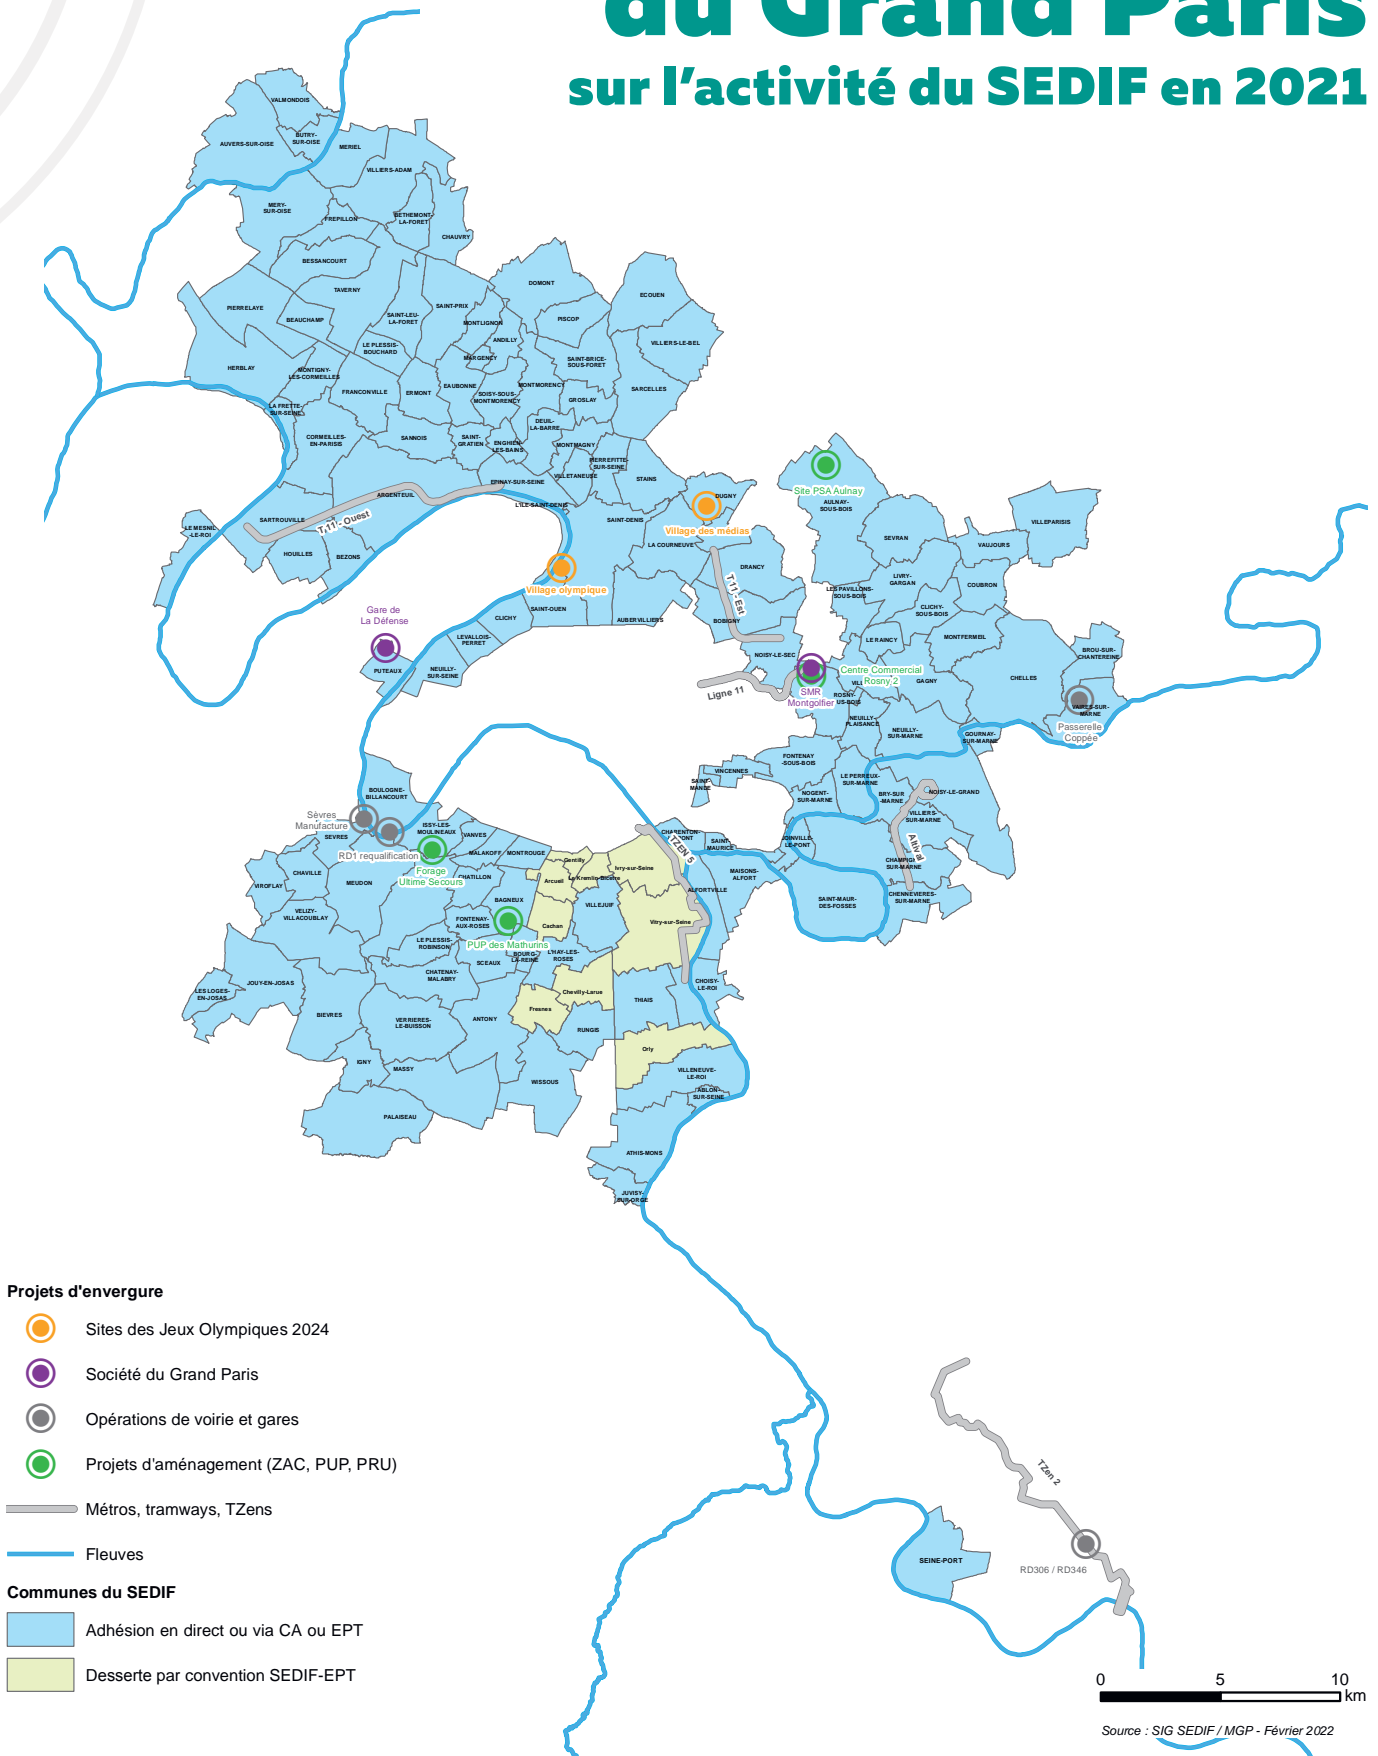 du Grand Paris
sur l'activité du SEDIF en 2021
VALMONDOIS
BUTRY-
SUR-OISE
AUVERS-SUR-OISE
MERIEL
VILLIERS-ADAM
MERY-
SUR-OISE
FREPILLON
BETHEMONT-
LA-FORET
CHAUVRY
BESSANCOURT
TAVERNY
DOMONT
ECOUEN
PIERRELAYE
BEAUCHAMP
SAINT-LEU-
LA-FORET
SAINT-PRIX
MONTLIGNON
PISCOP
ANDILLY
VILLIERS-LE-BEL
LE PLESSIS-
BOUCHARD
MARGENCY
SAINT-BRICE-
SOUS-FORET
HERBLAY
MONTIGNY-
LES-CORMEILLES
FRANCONVILLE
ERMONT
EAUBONNE
SOISY-SOUS-
MONTMORENCY
MONTMORENCY
GROSLAY
SARCELLES
LA FRETTE-
SUR-SEINE
DEUIL-
LA-BARRE
CORMEILLES-
EN-PARISIS
SANNOIS
SAINT-
GRATIEN
ENGHIEN-
LES-BAINS
MONTMAGNY
PIERREFITTE-
SUR-SEINE
VILLETANEUSE
STAINS
EPINAY-SUR-SEINE
ARGENTEUIL
L'ILE-SAINT-DENIS
SAINT-DENIS
DUGNY
Village des médias
Site PSA Aulnay
AULNAY-
SOUS-BOIS
VILLEPARISIS
LE MESNIL
-LE-ROI
SARTROUVILLE
T 11 - Ouest
HOUILLES
BEZONS
LA COURNEUVE
SEVRAN
VAUJOURS
DRANCY
T 11 - Est
LIVRY-
GARGAN
COUBRON
LES PAVILLONS-
SOUS-BOIS
Village olympique
SAINT-OUEN
CLICHY
AUBERVILLIERS
BOBIGNY
CLICHY-
SOUS-BOIS
Gare de
La Défense
LEVALLOIS-
PERRET
LE RAINCY
MONTFERMEIL
BROU-SUR-
CHANTEREINE
PUTEAUX
NEUILLY-
SUR-SEINE
NOISY-LE-SEC
Centre Commercial
Rosny 2
GAGNY
CHELLES
Ligne 11
SMR
Montgolfier
ROSNY-
VAIRES-SUR-
MARNE
Passerelle
Coppée
NEUILLY-
PLAISANCE
NEUILLY-
SUR-MARNE
GOURNAY-
SUR-MARNE
FONTENAY
-SOUS-BOIS
VINCENNES
SAINT-
MANDE
LE PERREUX-
SUR-MARNE
NOGENT-
SUR-MARNE
BRY-SUR
-MARNE
NOISY-LE-GRAND
VILLIERS-
SUR-MARNE
Altival
BOULOGNE-
BILLANCOURT
Sèvres
Manufacture
SEVRES
RD1 requalification
ISSY-LES-
MOULINEAUX
VANVES
MALAKOFF
MONTROUGE
Forage
Ultime Secours
CHATILLON
TZEN 5
SAINT-
MAURICE
JOINVILLE-
LE-PONT
SUR-MARNE
MAISONS-
ALFORT
ALFORTVILLE
Gentilly
Le Kremlin-Bicêtre
Ivry-sur-Seine
Arcueil
CHAVILLE
MEUDON
VIROFLAY
VELIZY-
VILLACOUBLAY
BAGNEUX
VILLEJUIF
Vitry-sur-Seine
SAINT-MAUR-
DES-FOSSES
CHENNEVIERES-
SUR-MARNE
FONTENAY-
AUX-ROSES
Cachan
PUP des Mathurins
LE PLESSIS-
ROBINSON
SCEAUX
BOURG-
LA-REINE
L'HAY-LES-
ROSES
CHATENAY-
MALABRY
LES LOGES-
EN-JOSAS
JOUY-EN-JOSAS
BIEVRES
VERRIERES-
LE-BUISSON
ANTONY
Fresnes
Chevilly-Larue
THIAIS
CHOISY-
LE-ROI
RUNGIS
Orly
IGNY
MASSY
WISSOUS
VILLENEUVE-
LE-ROI
ABLON-
SUR-SEINE
PALAISEAU
ATHIS-MONS
JUVISY-
SUR-ORGE
Projets d'envergure
Sites des Jeux Olympiques 2024
Société du Grand Paris
Opérations de voirie et gares
Projets d'aménagement (ZAC, PUP, PRU)
Métros, tramways, TZens
Fleuves
Communes du SEDIF
Adhésion en direct ou via CA ou EPT
Desserte par convention SEDIF-EPT
TZen 2
SEINE-PORT
RD306 / RD346
0 5 10
km
Source : SIG SEDIF / MGP - Février 2022